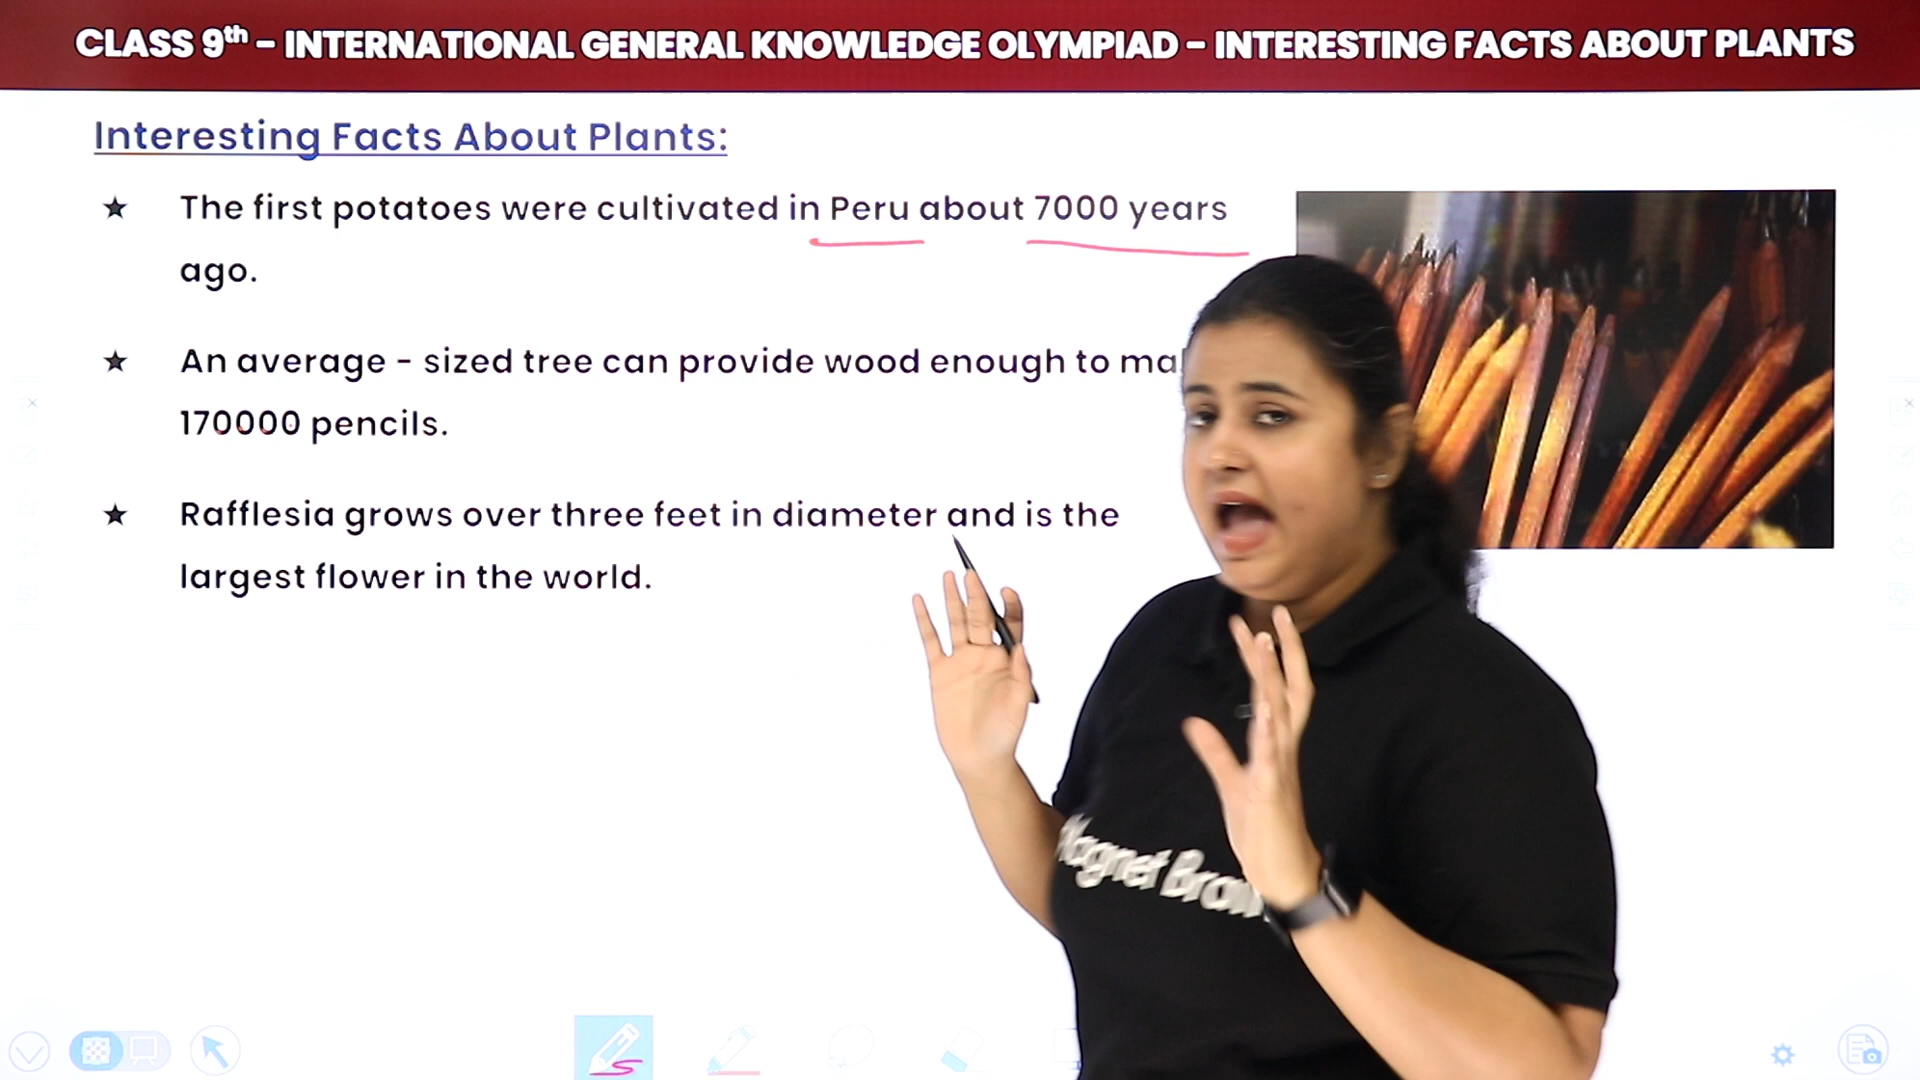 CLASS 9th - INTERNATIONAL GENERAL KNOWLEDGE OLYMPIAD - INTERESTING FACTS ABOUT PLANTS
Interesting Facts About Plants:
★ The first potatoes were cultivated in Peru about 7000 years
ago.
★ An average - sized tree can provide wood enough to
170000 pencils.
★ Rafflesia grows over three feet in diameter and is the
largest flower in the world.
Magnet